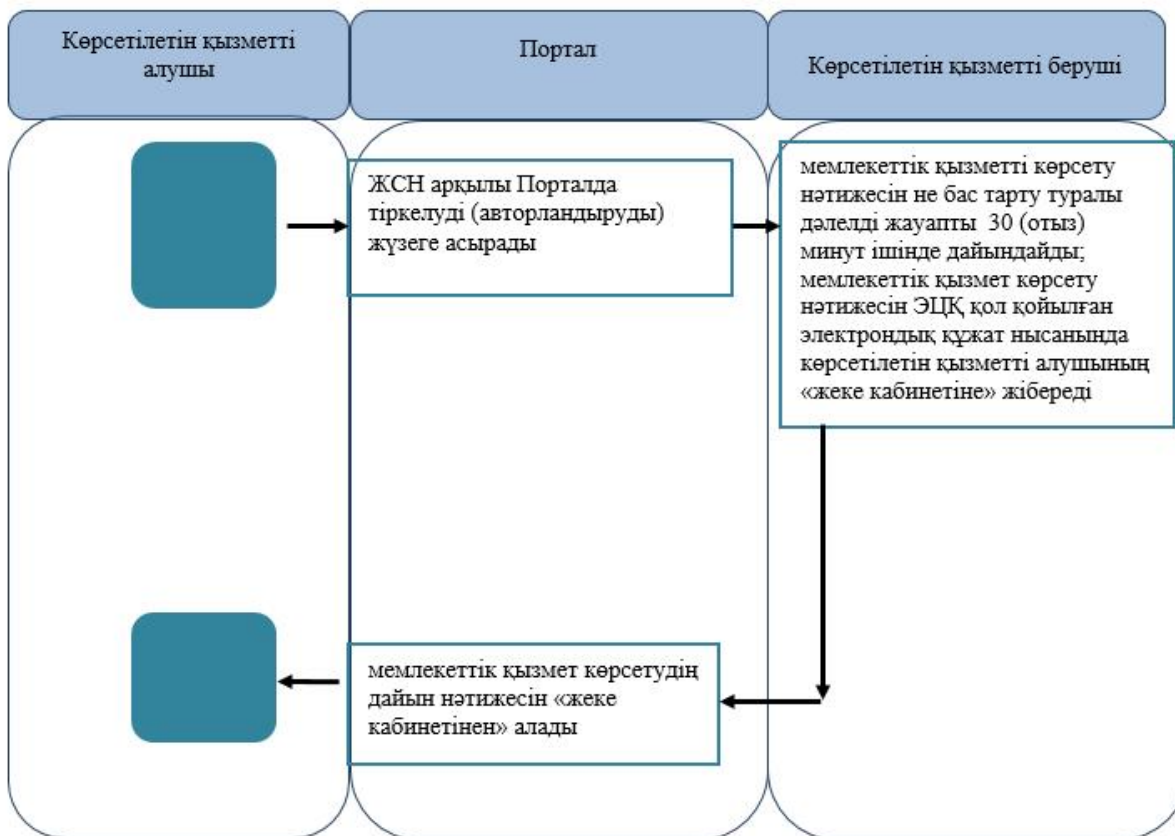 Көрсетілетін қызметті
алушы
Портал
Көрсетілетін қызметті беруші
ЖСН арқылы Порталда
тіркелуді (авторландыруды)
жүзеге асырады
мемлекеттік қызметті көрсету
нәтижесін не бас тарту туралы
дәлелді жауапты 30 (отыз)
минут ішінде дайындайды;
мемлекеттік қызмет көрсету
нәтижесін ЭЦҚ қол қойылған
электрондық құжат нысанында
көрсетілетін қызметті алушының
«жеке кабинетіне» жібереді
мемлекеттік қызмет көрсетудің
дайын нәтижесін «жеке
кабинетінен» алады